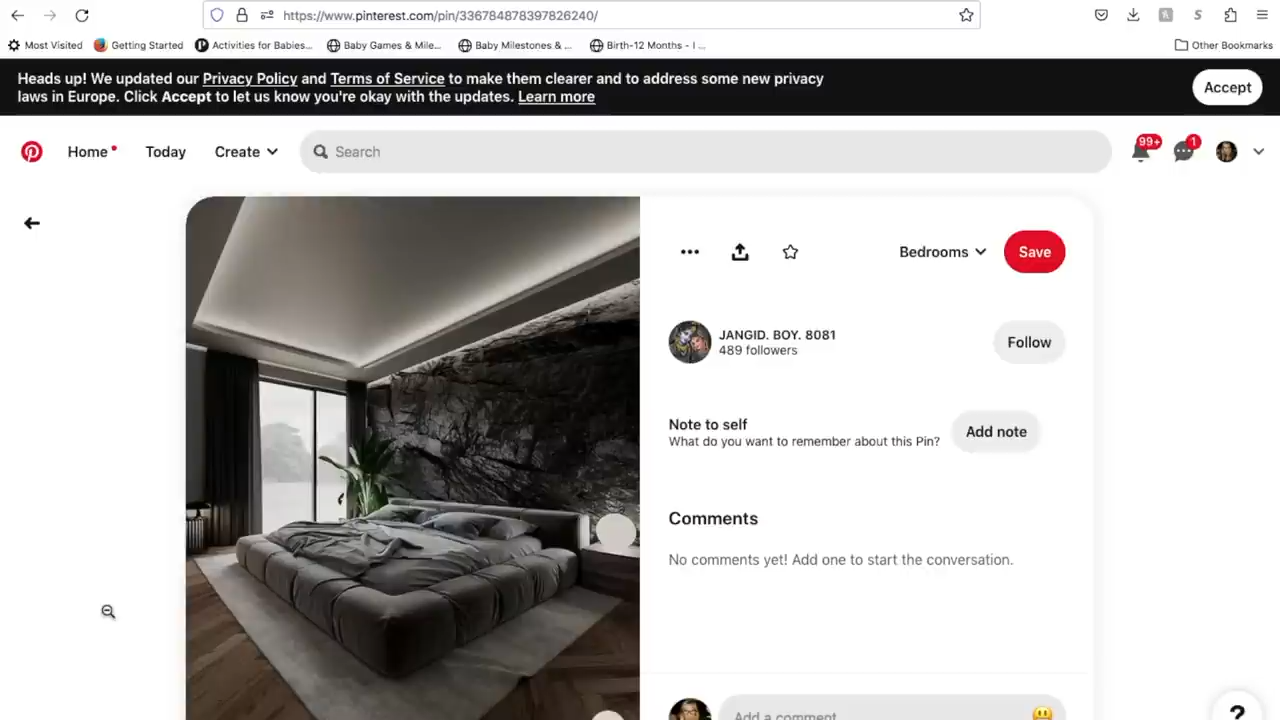 https://www.pinterest.com/pin/336784878397826240/
Most Visited Getting Started Activities for Babies... Baby Games & Mile... Baby Milestones & ... Birth-12 Months - I ... Other Bookmarks
Heads up! We updated our Privacy Policy and Terms of Service to make them clearer and to address some new privacy
laws in Europe. Click Accept to let us know you're okay with the updates. Learn more
Accept
Home Today Create Search 99+ 1
Bedrooms Save
JANGID. BOY. 8081
489 followers
Follow
Note to self
What do you want to remember about this Pin?
Add note
Comments
No comments yet! Add one to start the conversation.
Add a comment
?